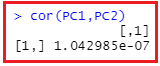 > cor(PC1,PC2)
[,1]
[1,] 1.042985e-07